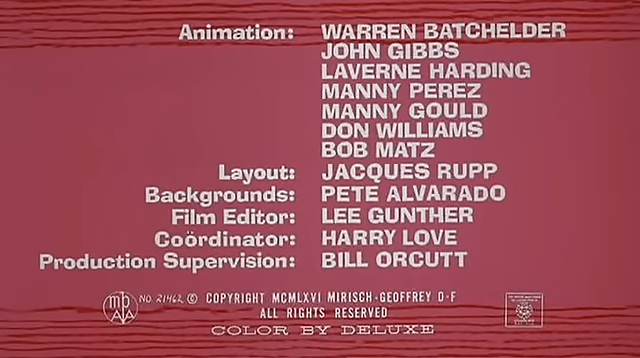 Animation: WARREN BATCHELDER
JOHN GIBBS
LAVERNE HARDING
MANNY PEREZ
MANNY GOULD
DON WILLIAMS
BOB MATZ
Layout: JACQUES RUPP
Backgrounds: PETE ALVARADO
Film Editor: LEE GUNTHER
Coördinator: HARRY LOVE
Production Supervision: BILL ORCUTT
NO. 21462 © COPYRIGHT MCMLXVI MIRISCH-GEOFFREY D-F
ALL RIGHTS RESERVED
COLOR BY DELUXE